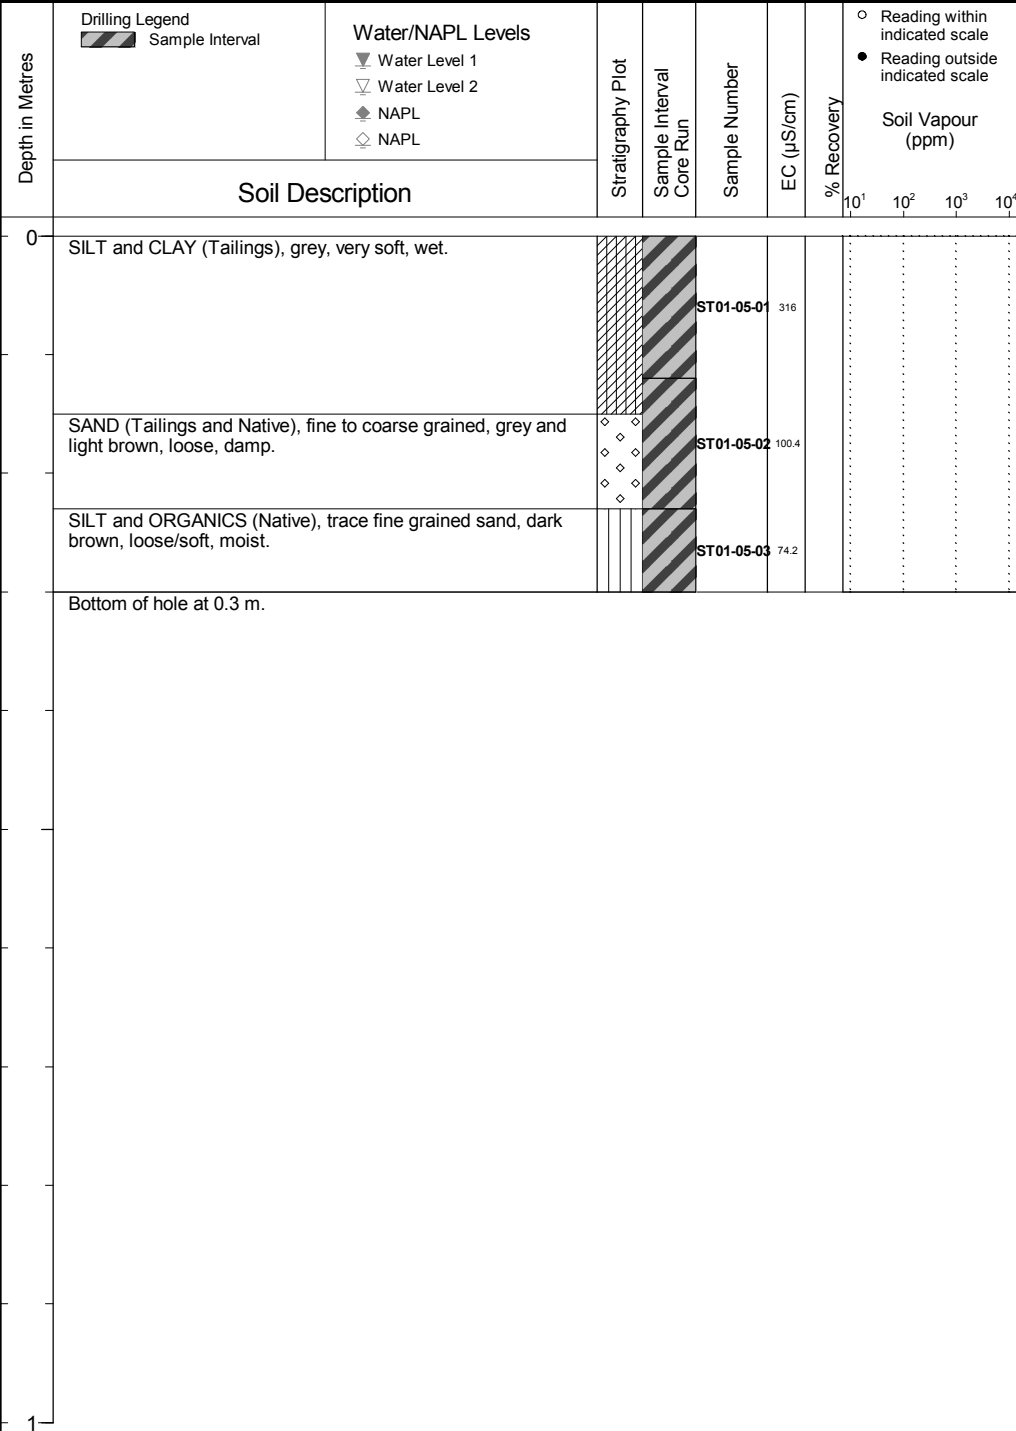 Depth in Metres
Drilling Legend
Sample Interval
Water/NAPL Levels
Water Level 1
Water Level 2
NAPL
NAPL
Soil Description
Stratigraphy Plot
Sample Interval
Core Run
Sample Number
EC (µS/cm)
% Recovery
Reading within
indicated scale
Reading outside
indicated scale
Soil Vapour
(ppm)
10¹ 10² 10³ 10⁴
0
SILT and CLAY (Tailings), grey, very soft, wet.
ST01-05-01 316
SAND (Tailings and Native), fine to coarse grained, grey and
light brown, loose, damp.
ST01-05-02 100.4
SILT and ORGANICS (Native), trace fine grained sand, dark
brown, loose/soft, moist.
ST01-05-03 74.2
Bottom of hole at 0.3 m.
1